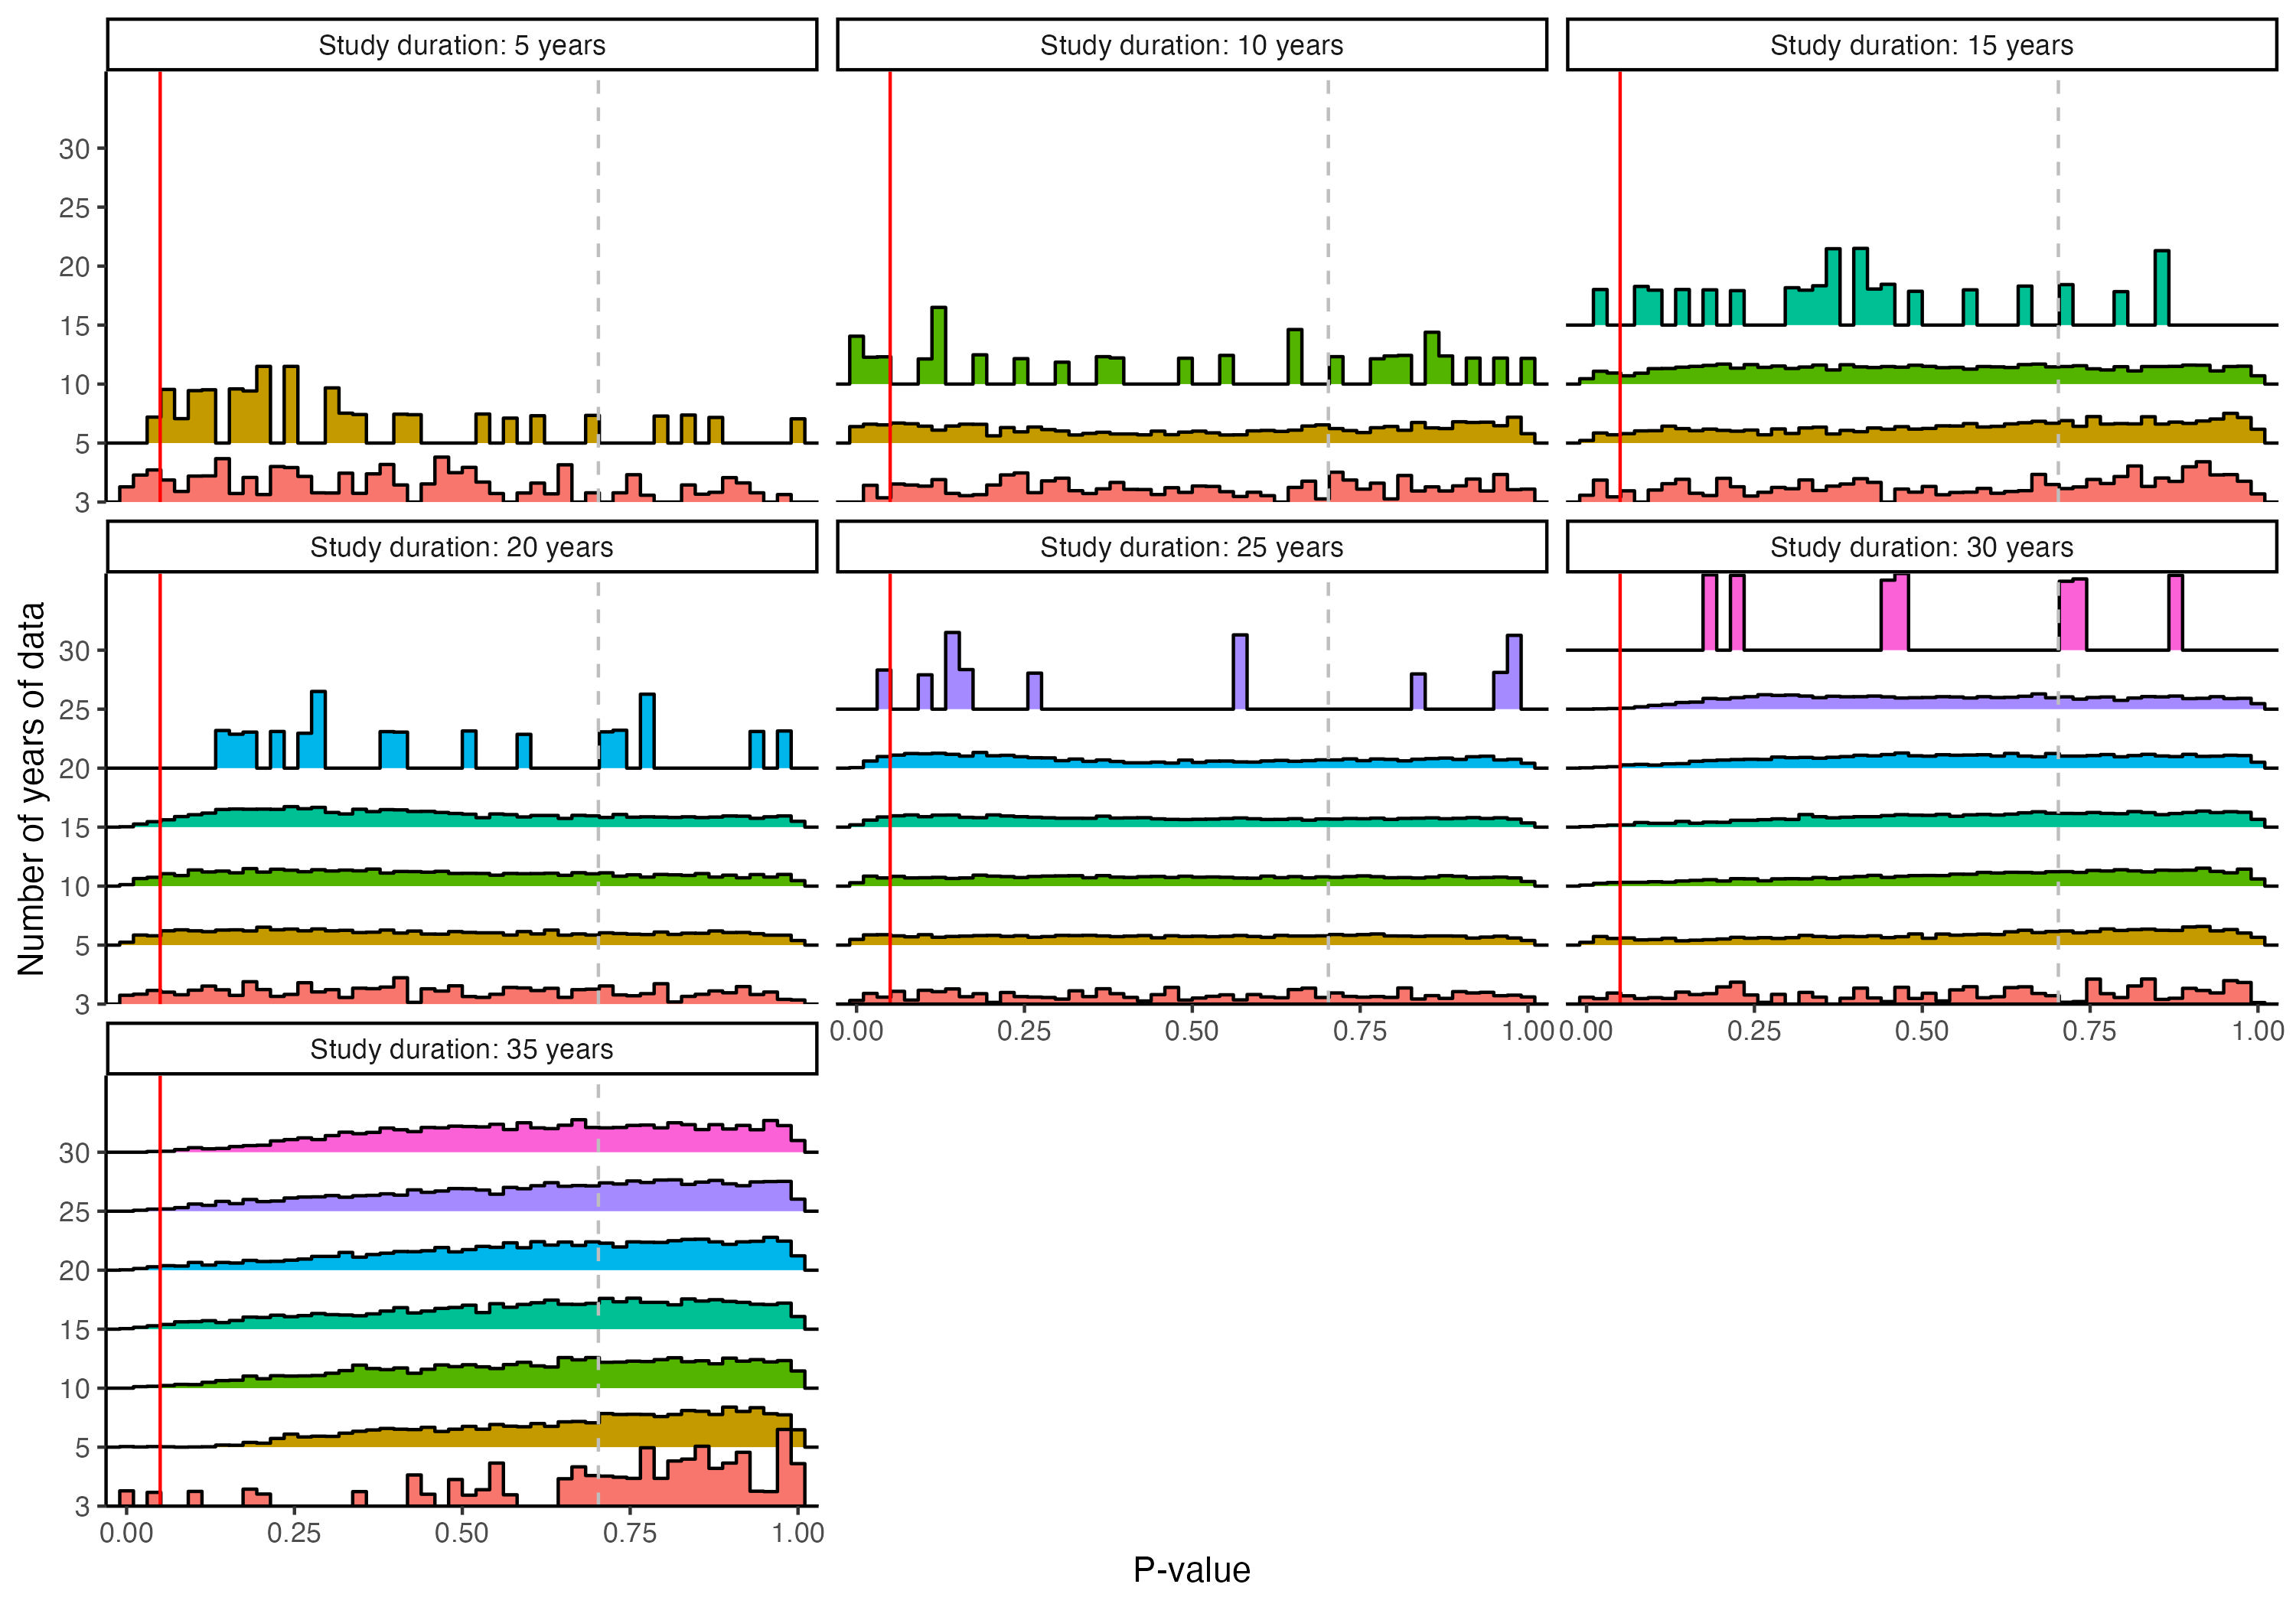 Study duration: 5 years
Study duration: 10 years
Study duration: 15 years
30
25
20
15
10
5
3
Study duration: 20 years
Study duration: 25 years
Study duration: 30 years
Number of years of data
30
25
20
15
10
5
3
0.00 0.25 0.50 0.75 1.00
0.00 0.25 0.50 0.75 1.00
Study duration: 35 years
30
25
20
15
10
5
3
0.00 0.25 0.50 0.75 1.00
P-value